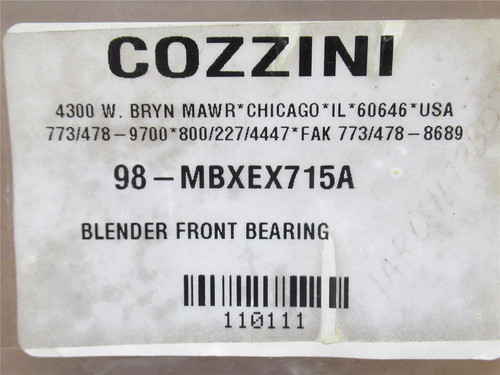 COZZINI
4300 W. BRYN MAWR*CHICAGO*IL*60646*USA
773/478-9700*800/227/4447*FAK 773/478-8689
98-MBXEX715A
BLENDER FRONT BEARING
110111